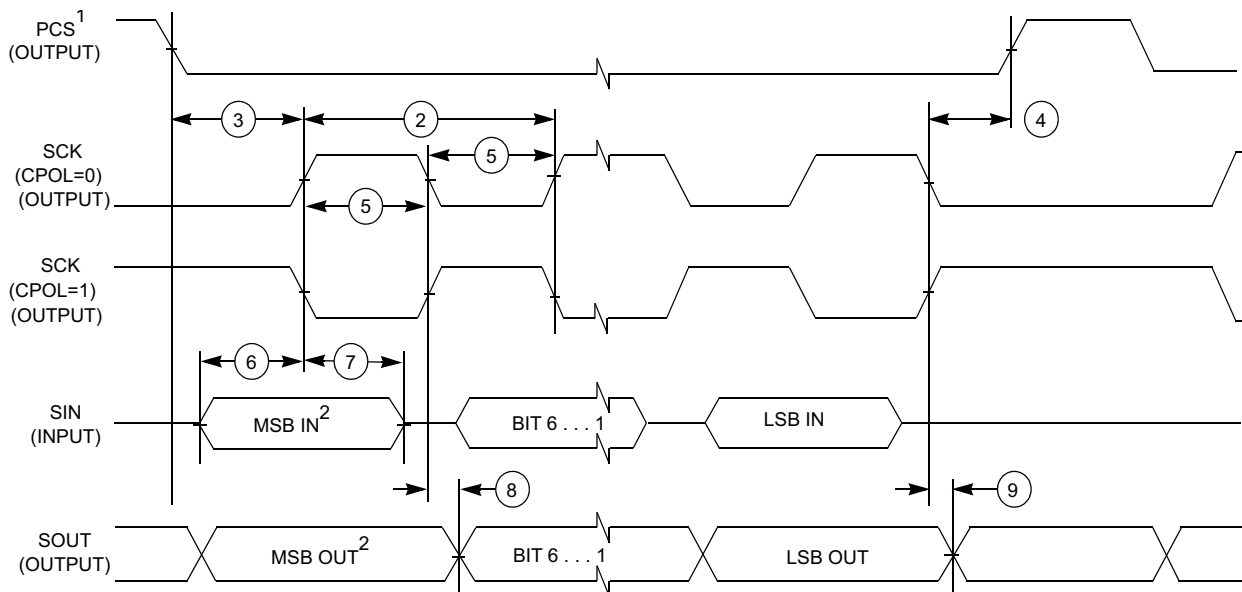 PCS¹
(OUTPUT)
3
2
4
SCK
(CPOL=0)
(OUTPUT)
5
5
SCK
(CPOL=1)
(OUTPUT)
6
7
SIN
(INPUT)
MSB IN²
BIT 6 . . . 1
LSB IN
8
9
SOUT
(OUTPUT)
MSB OUT²
BIT 6 . . . 1
LSB OUT